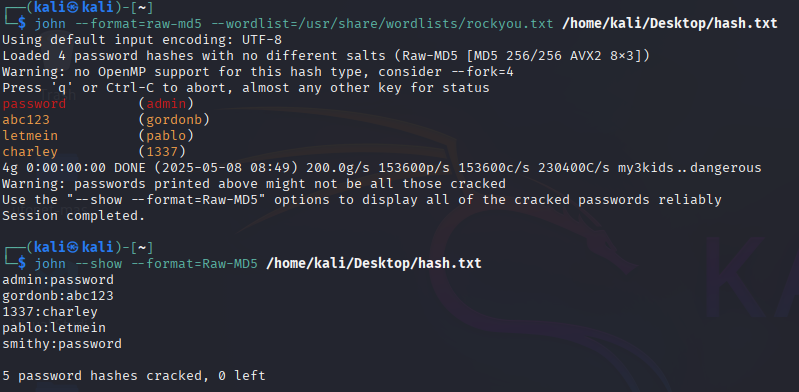 ┌──(kali㉿kali)-[~]
└─$ john --format=raw-md5 --wordlist=/usr/share/wordlists/rockyou.txt /home/kali/Desktop/hash.txt
Using default input encoding: UTF-8
Loaded 4 password hashes with no different salts (Raw-MD5 [MD5 256/256 AVX2 8×3])
Warning: no OpenMP support for this hash type, consider --fork=4
Press 'q' or Ctrl-C to abort, almost any other key for status
password         (admin)
abc123           (gordonb)
letmein          (pablo)
charley          (1337)
4g 0:00:00:00 DONE (2025-05-08 08:49) 200.0g/s 153600p/s 153600c/s 230400C/s my3kids..dangerous
Warning: passwords printed above might not be all those cracked
Use the "--show --format=Raw-MD5" options to display all of the cracked passwords reliably
Session completed.
┌──(kali㉿kali)-[~]
└─$ john --show --format=Raw-MD5 /home/kali/Desktop/hash.txt
admin:password
gordonb:abc123
1337:charley
pablo:letmein
smithy:password
5 password hashes cracked, 0 left